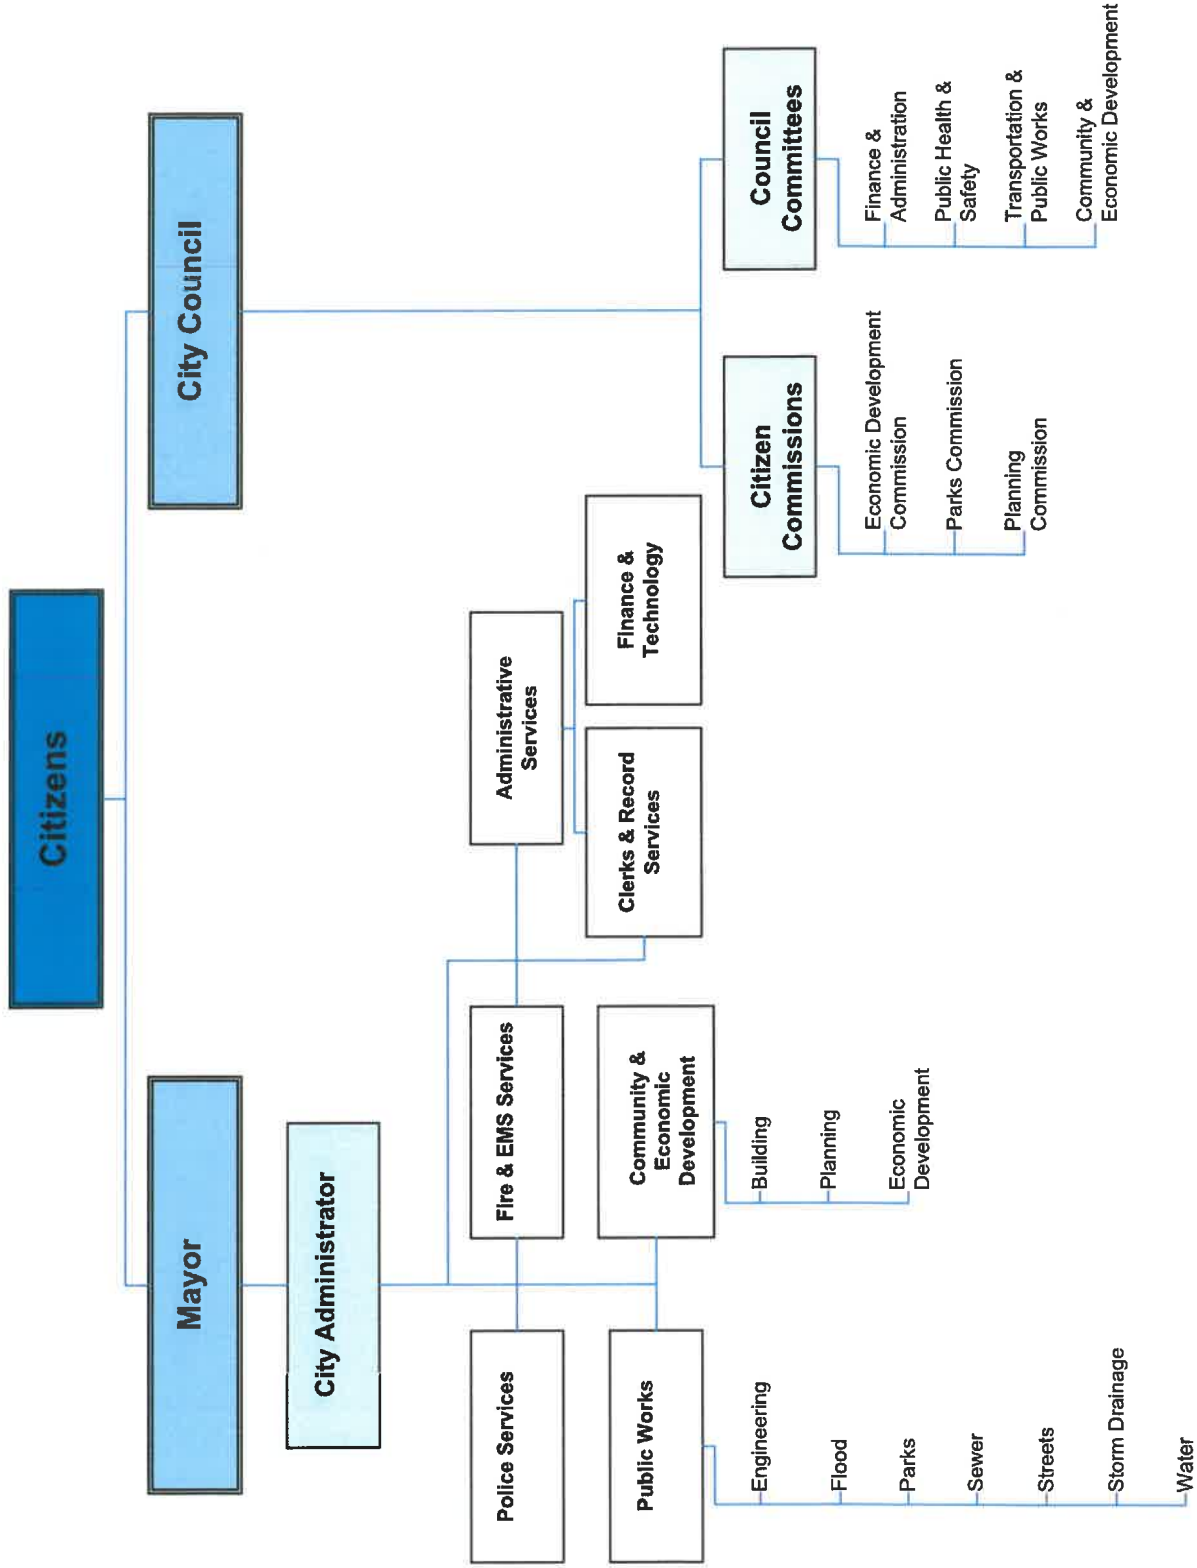 Citizens
Mayor
City Council
City Administrator
Police Services
Fire & EMS Services
Administrative
Services
Public Works
Community &
Economic
Development
Clerks & Record
Services
Finance &
Technology
Citizen
Commissions
Council
Committees
Engineering
Flood
Parks
Sewer
Streets
Storm Drainage
Water
Building
Planning
Economic
Development
Economic Development
Commission
Parks Commission
Planning
Commission
Finance &
Administration
Public Health &
Safety
Transportation &
Public Works
Community &
Economic Development